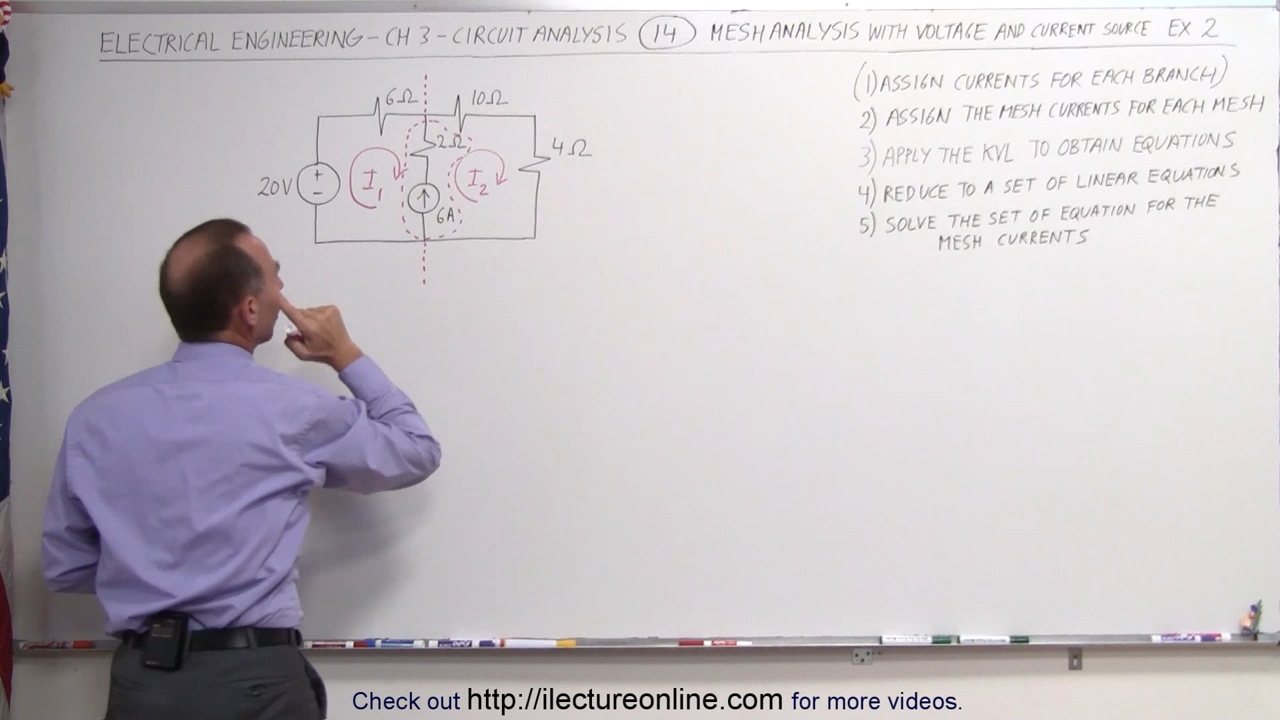 ELECTRICAL ENGINEERING - CH 3 - CIRCUIT ANALYSIS 14 MESH ANALYSIS WITH VOLTAGE AND CURRENT SOURCE EX 2
(1) ASSIGN CURRENTS FOR EACH BRANCH)
2) ASSIGN THE MESH CURRENTS FOR EACH MESH
3) APPLY THE KVL TO OBTAIN EQUATIONS
4) REDUCE TO A SET OF LINEAR EQUATIONS
5) SOLVE THE SET OF EQUATION FOR THE
MESH CURRENTS
6Ω 10Ω
2Ω 4Ω
20V + - I1 I2
6A
Check out http://ilectureonline.com for more videos.